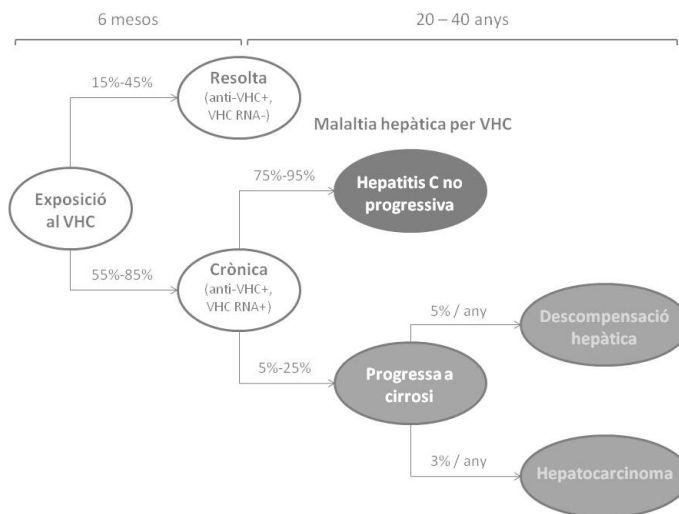 6 mesos
20 – 40 anys
15%-45%
Resolta
(anti-VHC+,
VHC RNA-)
Malaltia hepàtica per VHC
Exposició
al VHC
75%-95%
Hepatitis C no
progressiva
55%-85%
Crònica
(anti-VHC+,
VHC RNA+)
5% / any
Descompensació
hepàtica
5%-25%
Progressa a
cirrosi
3% / any
Hepatocarcinoma